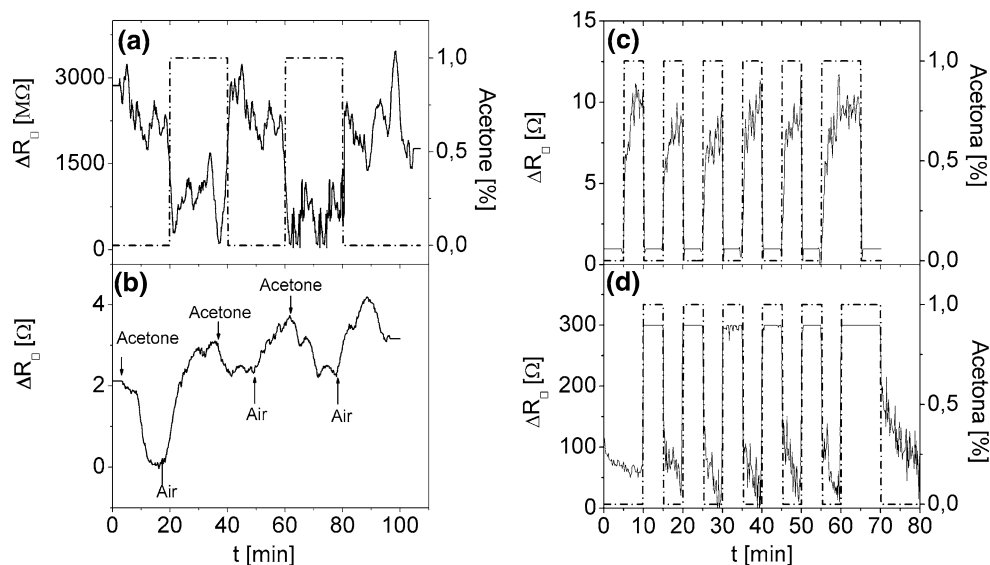 (a)
ΔR□ [MΩ]
3000
1500
0
1,0
0,5
0,0
Acetone [%]
(b)
ΔR□ [Ω]
4
2
0
Acetone
Acetone
Acetone
Air
Air
Air
0 20 40 60 80 100
t [min]
(c)
ΔR□ [Ω]
15
10
5
0
1,0
0,5
0,0
Acetona [%]
(d)
ΔR□ [Ω]
300
200
100
0
1,0
0,5
0,0
Acetona [%]
0 10 20 30 40 50 60 70 80
t [min]